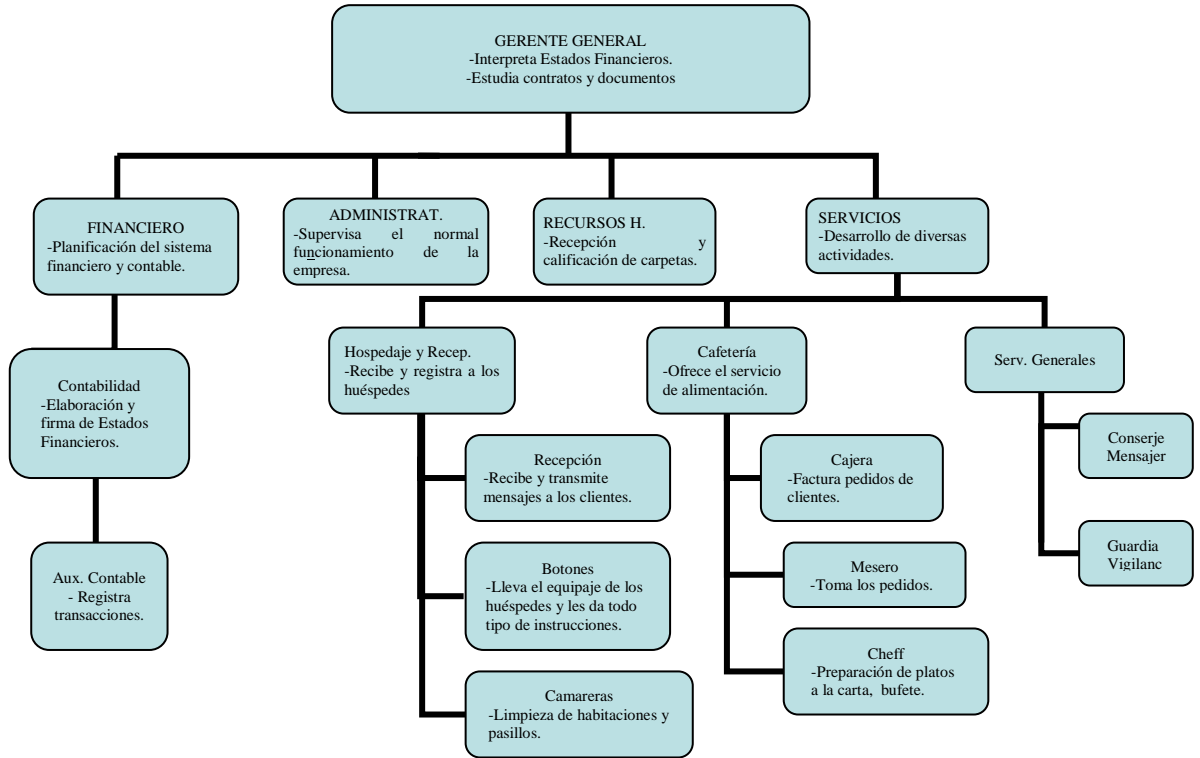 GERENTE GENERAL
-Interpreta Estados Financieros.
-Estudia contratos y documentos
FINANCIERO
-Planificación del sistema
financiero y contable.
ADMINISTRAT.
-Supervisa el normal
funcionamiento de la
empresa.
RECURSOS H.
-Recepción y
calificación de carpetas.
SERVICIOS
-Desarrollo de diversas
actividades.
Contabilidad
-Elaboración y
firma de Estados
Financieros.
Aux. Contable
- Registra
transacciones.
Hospedaje y Recep.
-Recibe y registra a los
huéspedes
Recepción
-Recibe y transmite
mensajes a los clientes.
Botones
-Lleva el equipaje de los
huéspedes y les da todo
tipo de instrucciones.
Camareras
-Limpieza de habitaciones y
pasillos.
Cafetería
-Ofrece el servicio
de alimentación.
Cajera
-Factura pedidos de
clientes.
Mesero
-Toma los pedidos.
Cheff
-Preparación de platos
a la carta, bufete.
Serv. Generales
Conserje
Mensajer
Guardia
Vigilanc